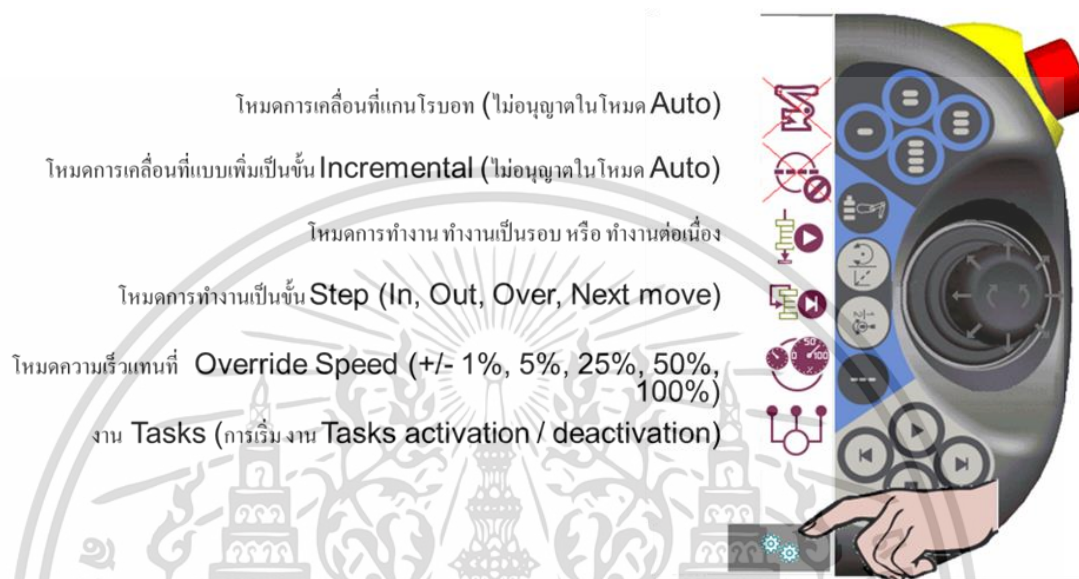 โหมดการเคลื่อนที่แกนโรบอท (ไม่อนุญาตในโหมด Auto)
โหมดการเคลื่อนที่แบบเพิ่มเป็นขั้น Incremental (ไม่อนุญาตในโหมด Auto)
โหมดการทำงาน ทำงานเป็นรอบ หรือ ทำงานต่อเนื่อง
โหมดการทำงานเป็นขั้น Step (In, Out, Over, Next move)
โหมดความเร็วแทนที่ Override Speed (+/- 1%, 5%, 25%, 50%,
100%)
งาน Tasks (การเริ่ม งาน Tasks activation / deactivation)
50
0 100
%
1
2